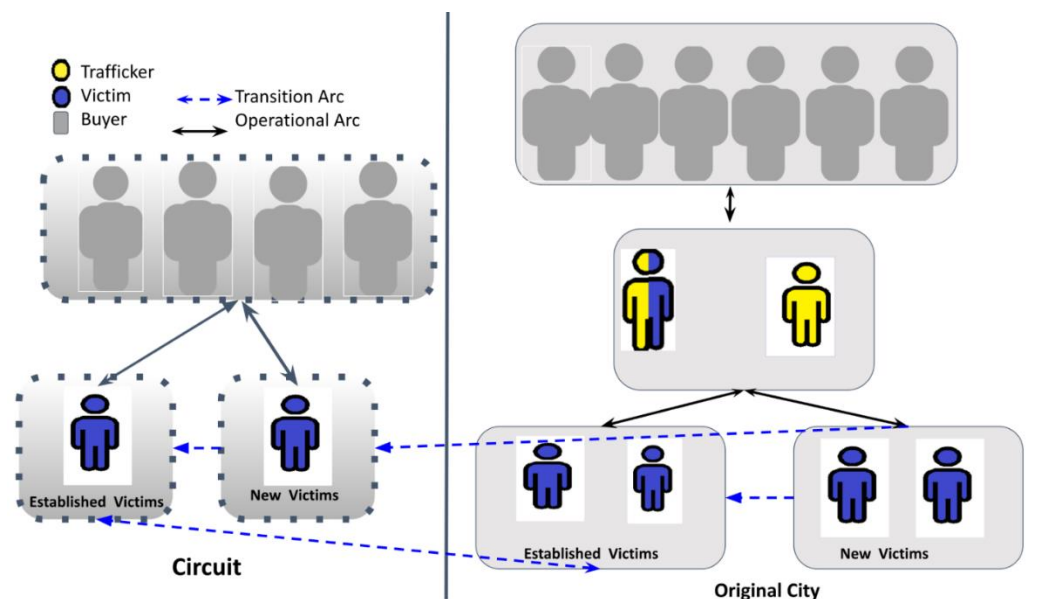 Trafficker
Victim
Buyer
Transition Arc
Operational Arc
Established Victims
New Victims
Circuit
Established Victims
New Victims
Original City